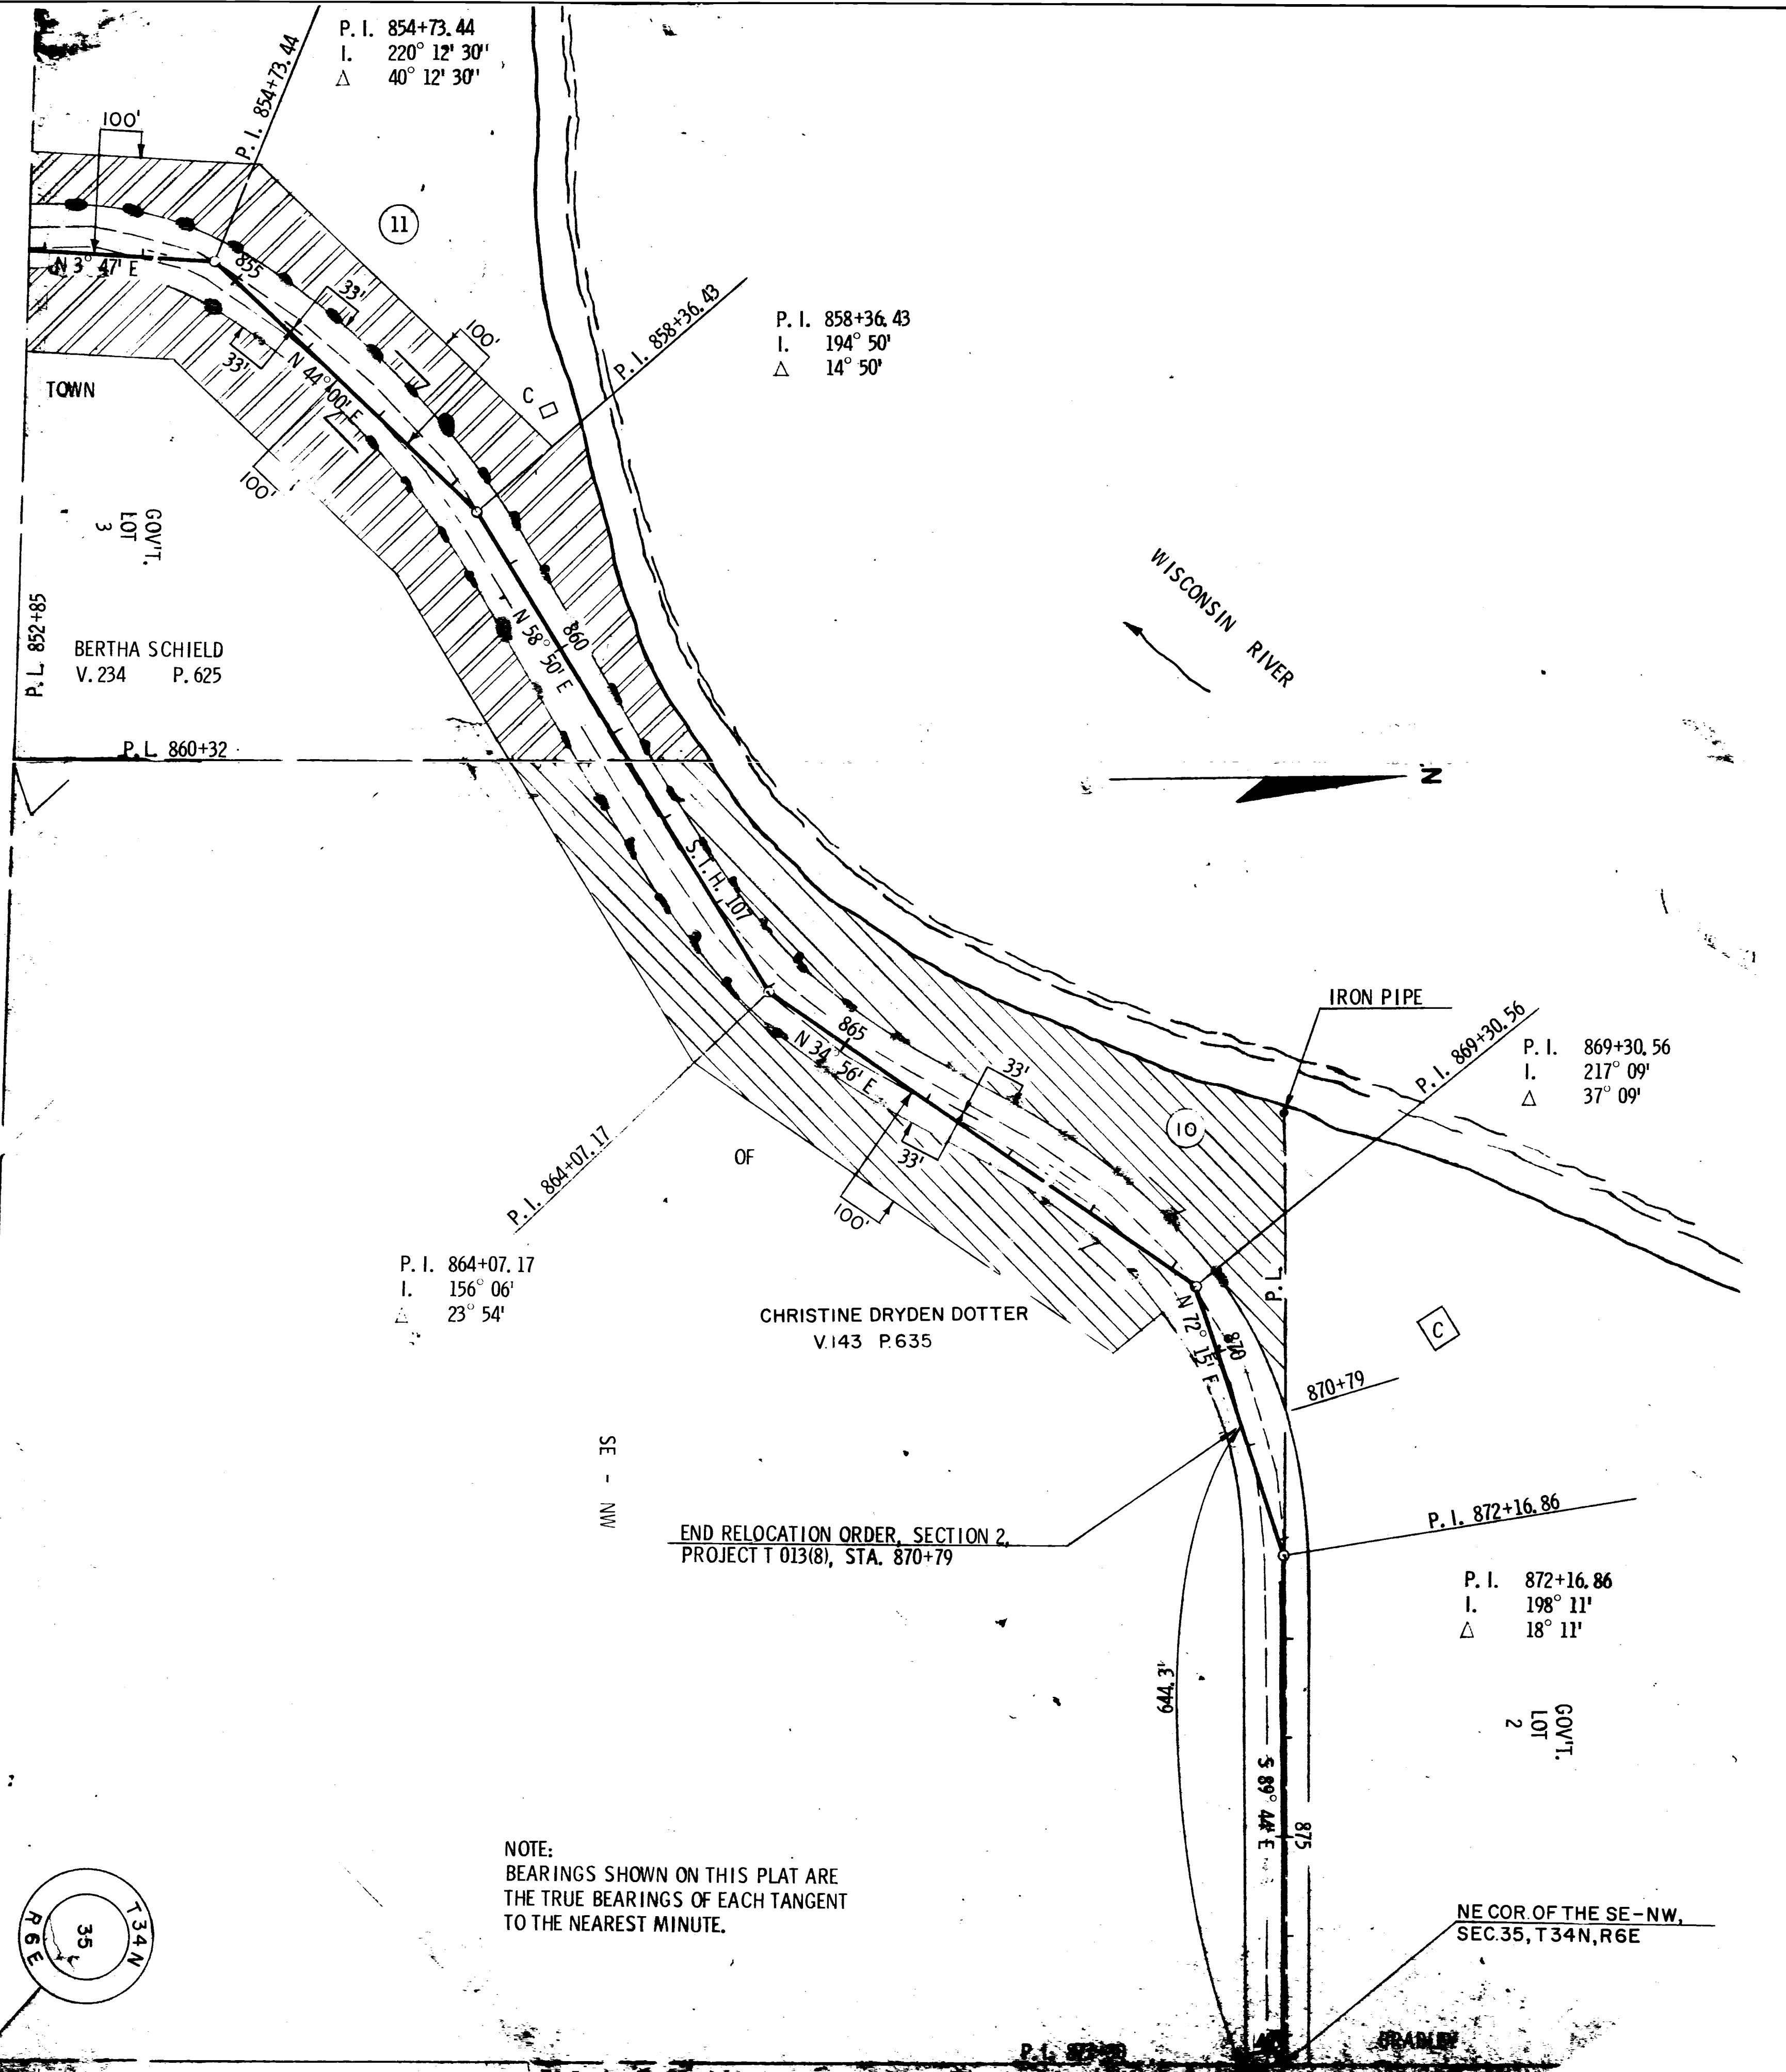 P. I. 854+73.44
I. 220° 12' 30"
Δ 40° 12' 30"
P. I. 854+73.44
100'
11
N 3° 47' E
855
33'
33'
100'
N 44° 00' E
100'
C
P. I. 858+36.43
P. I. 858+36.43
I. 194° 50'
Δ 14° 50'
TOWN
GOV'T.
LOT
3
P. L. 852+85
BERTHA SCHIELD
V. 234 P. 625
P. L. 860+32
N 58° 50' E
860
WISCONSIN RIVER
N
S. T. H. 107
IRON PIPE
P. I. 869+30.56
P. I. 869+30.56
I. 217° 09'
Δ 37° 09'
865
N 34° 56' E
33'
33'
100'
10
P. I. 864+07.17
OF
P. I. 864+07.17
I. 156° 06'
Δ 23° 54'
CHRISTINE DRYDEN DOTTER
V.143 P.635
P. L.
N 72° 15' E
870
C
870+79
SE - NW
END RELOCATION ORDER, SECTION 2,
PROJECT T 013(8), STA. 870+79
P. I. 872+16.86
P. I. 872+16.86
I. 198° 11'
Δ 18° 11'
644.3'
GOV'T.
LOT
2
S 89° 44' E
875
NOTE:
BEARINGS SHOWN ON THIS PLAT ARE
THE TRUE BEARINGS OF EACH TANGENT
TO THE NEAREST MINUTE.
T 34 N
35
R 6 E
NE COR. OF THE SE-NW,
SEC.35, T34N, R6E
BRADLEY